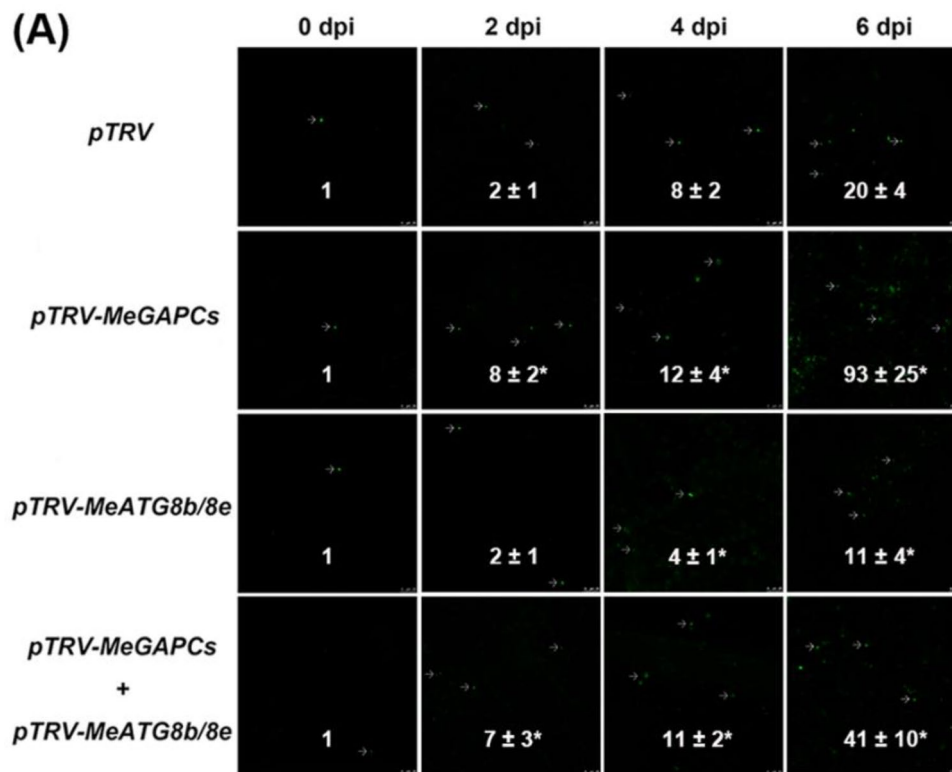 (A)
0 dpi 2 dpi 4 dpi 6 dpi
pTRV
1 2 ± 1 8 ± 2 20 ± 4
pTRV-MeGAPCs
1 8 ± 2* 12 ± 4* 93 ± 25*
pTRV-MeATG8b/8e
1 2 ± 1 4 ± 1* 11 ± 4*
pTRV-MeGAPCs
+
pTRV-MeATG8b/8e
1 7 ± 3* 11 ± 2* 41 ± 10*